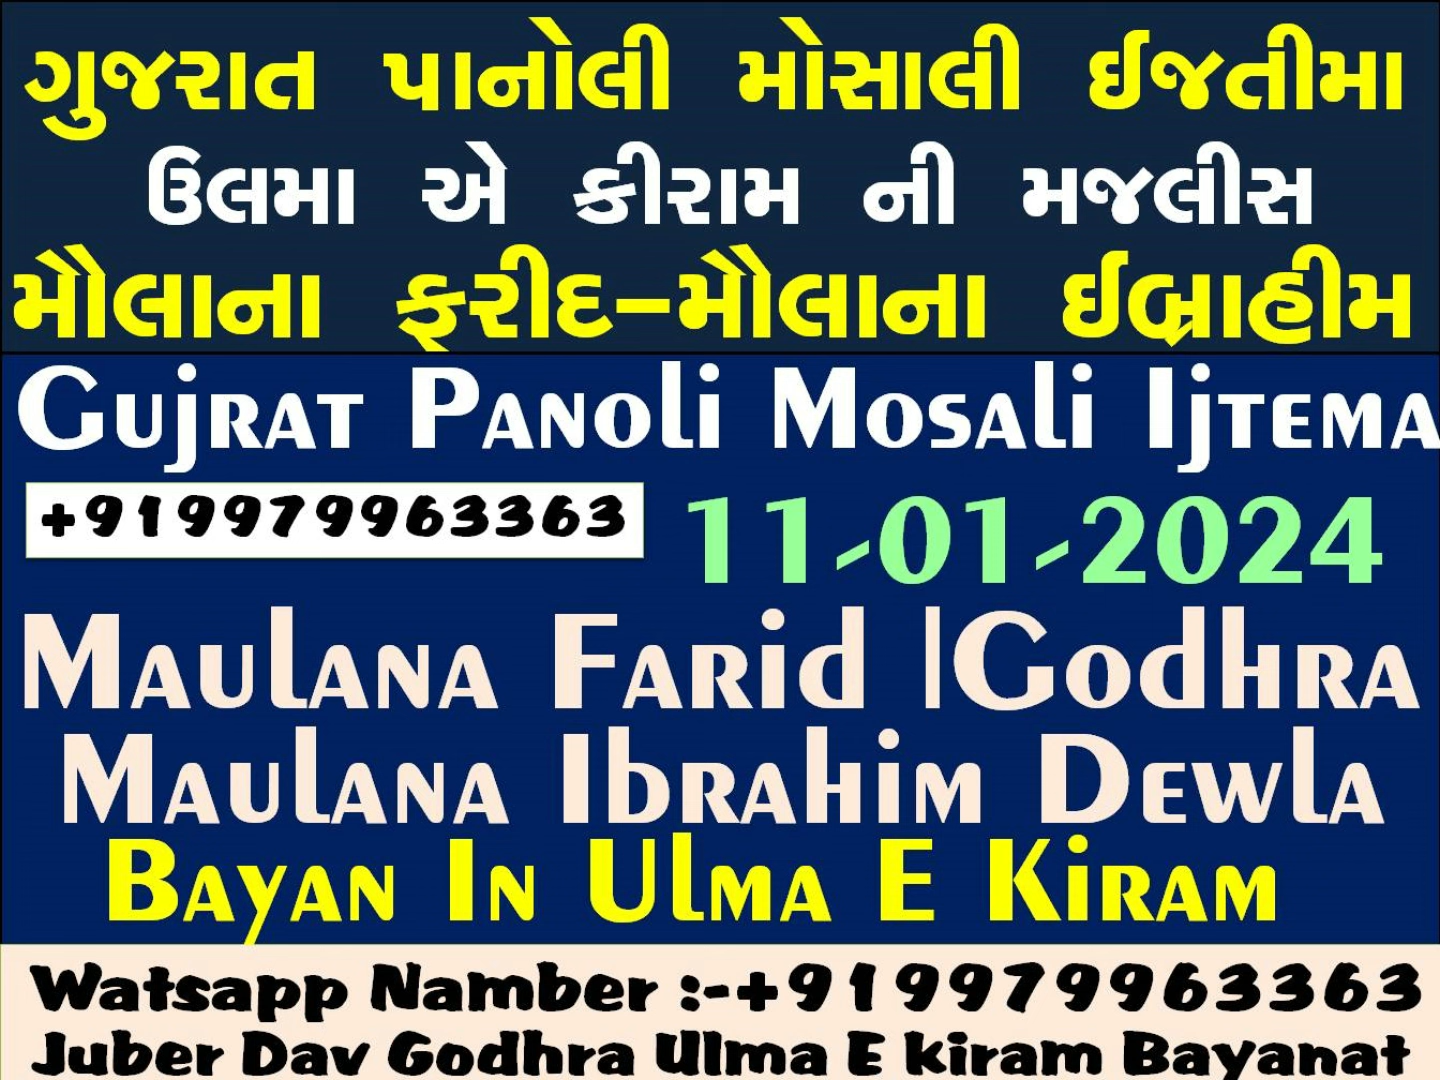 ગુજરાત પાનોલી મોસાલી ઈજતીમા
ઉલમા એ કીરામ ની મજલીસ
મૌલાના ફરીદ-મૌલાના ઈબ્રાહીમ
Gujrat Panoli Mosali Ijtema
+919979963363 11-01-2024
Maulana Farid |Godhra
Maulana Ibrahim Dewla
Bayan In Ulma E Kiram
Watsapp Namber :-+919979963363
Juber Dav Godhra Ulma E kiram Bayanat